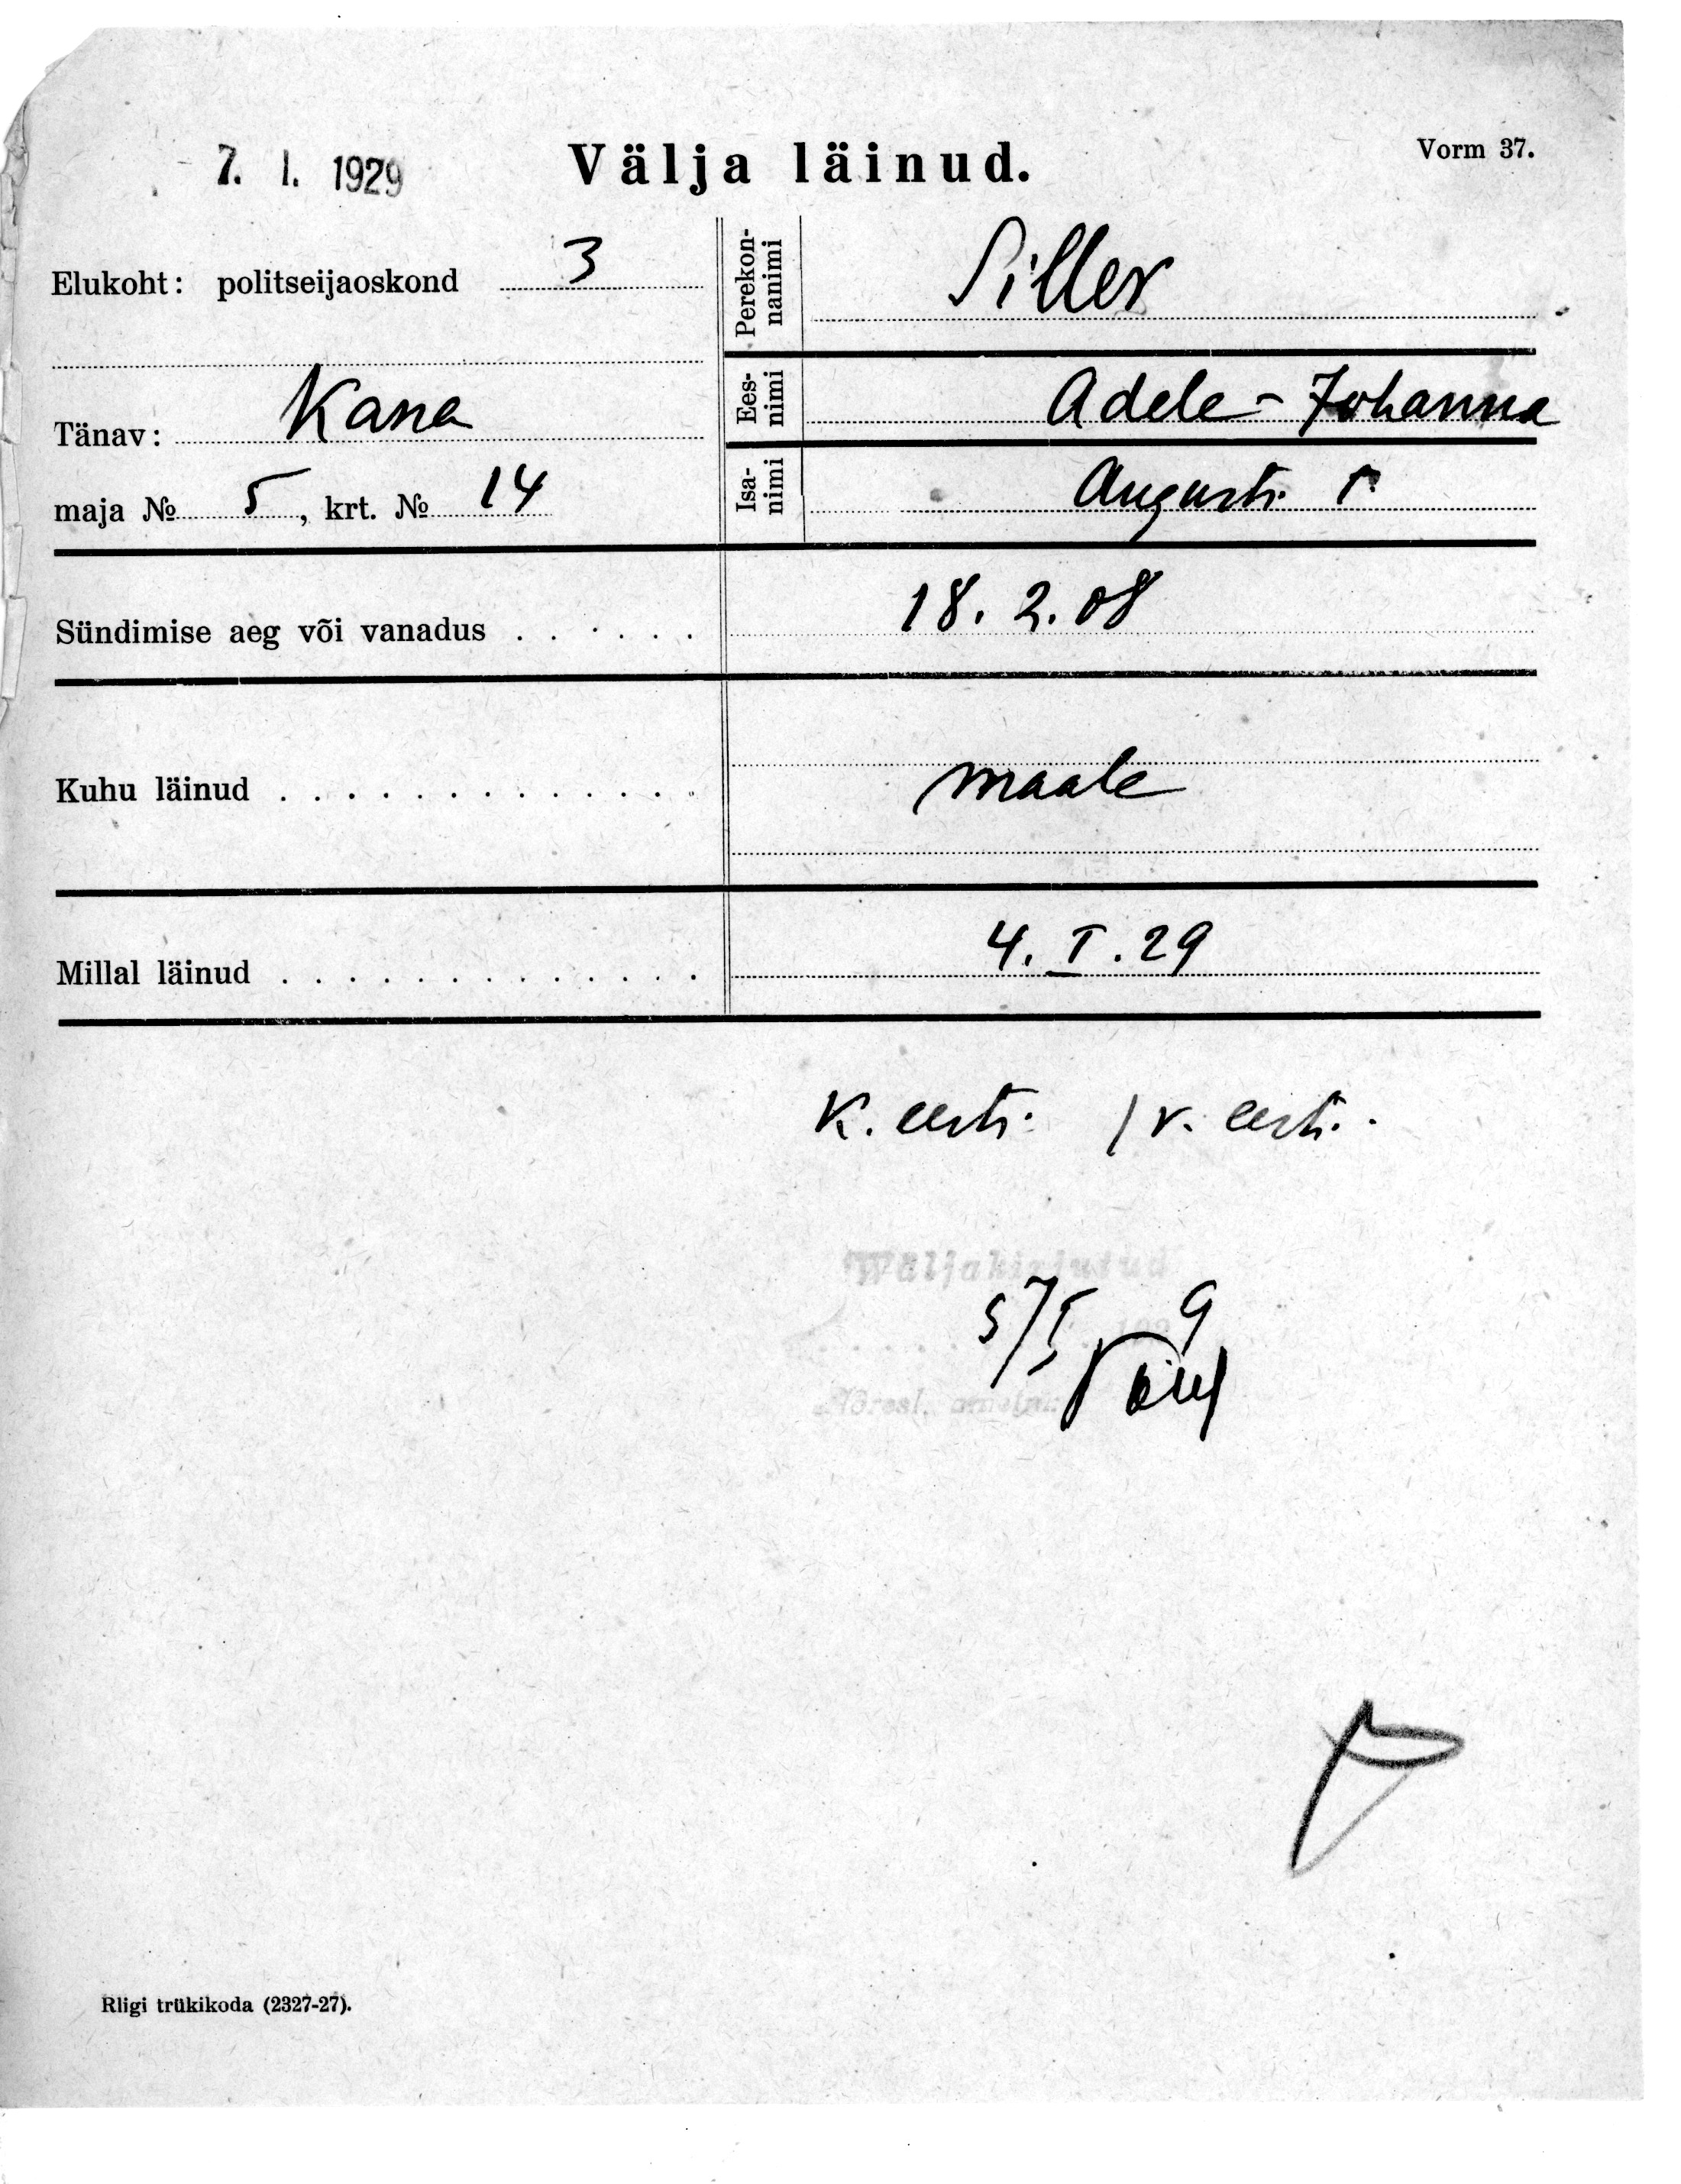 7. I. 1929
Välja läinud.
Vorm 37.
Elukoht: politseijaoskond 3
Tänav: Kana
maja № 5, krt. № 14
Perekon-
nanimi
Siller
Ees-
nimi
Adele-Johanna
Isa-
nimi
Augusti t.
Sündimise aeg või vanadus . . . . . . 18. 2. 08
Kuhu läinud . . . . . . . . . . . . . maale
Millal läinud . . . . . . . . . . . . . 4. I. 29
K. eesti / v. eesti.
Wäljakirjutud
5/I 9
Riigi trükikoda (2327-27).